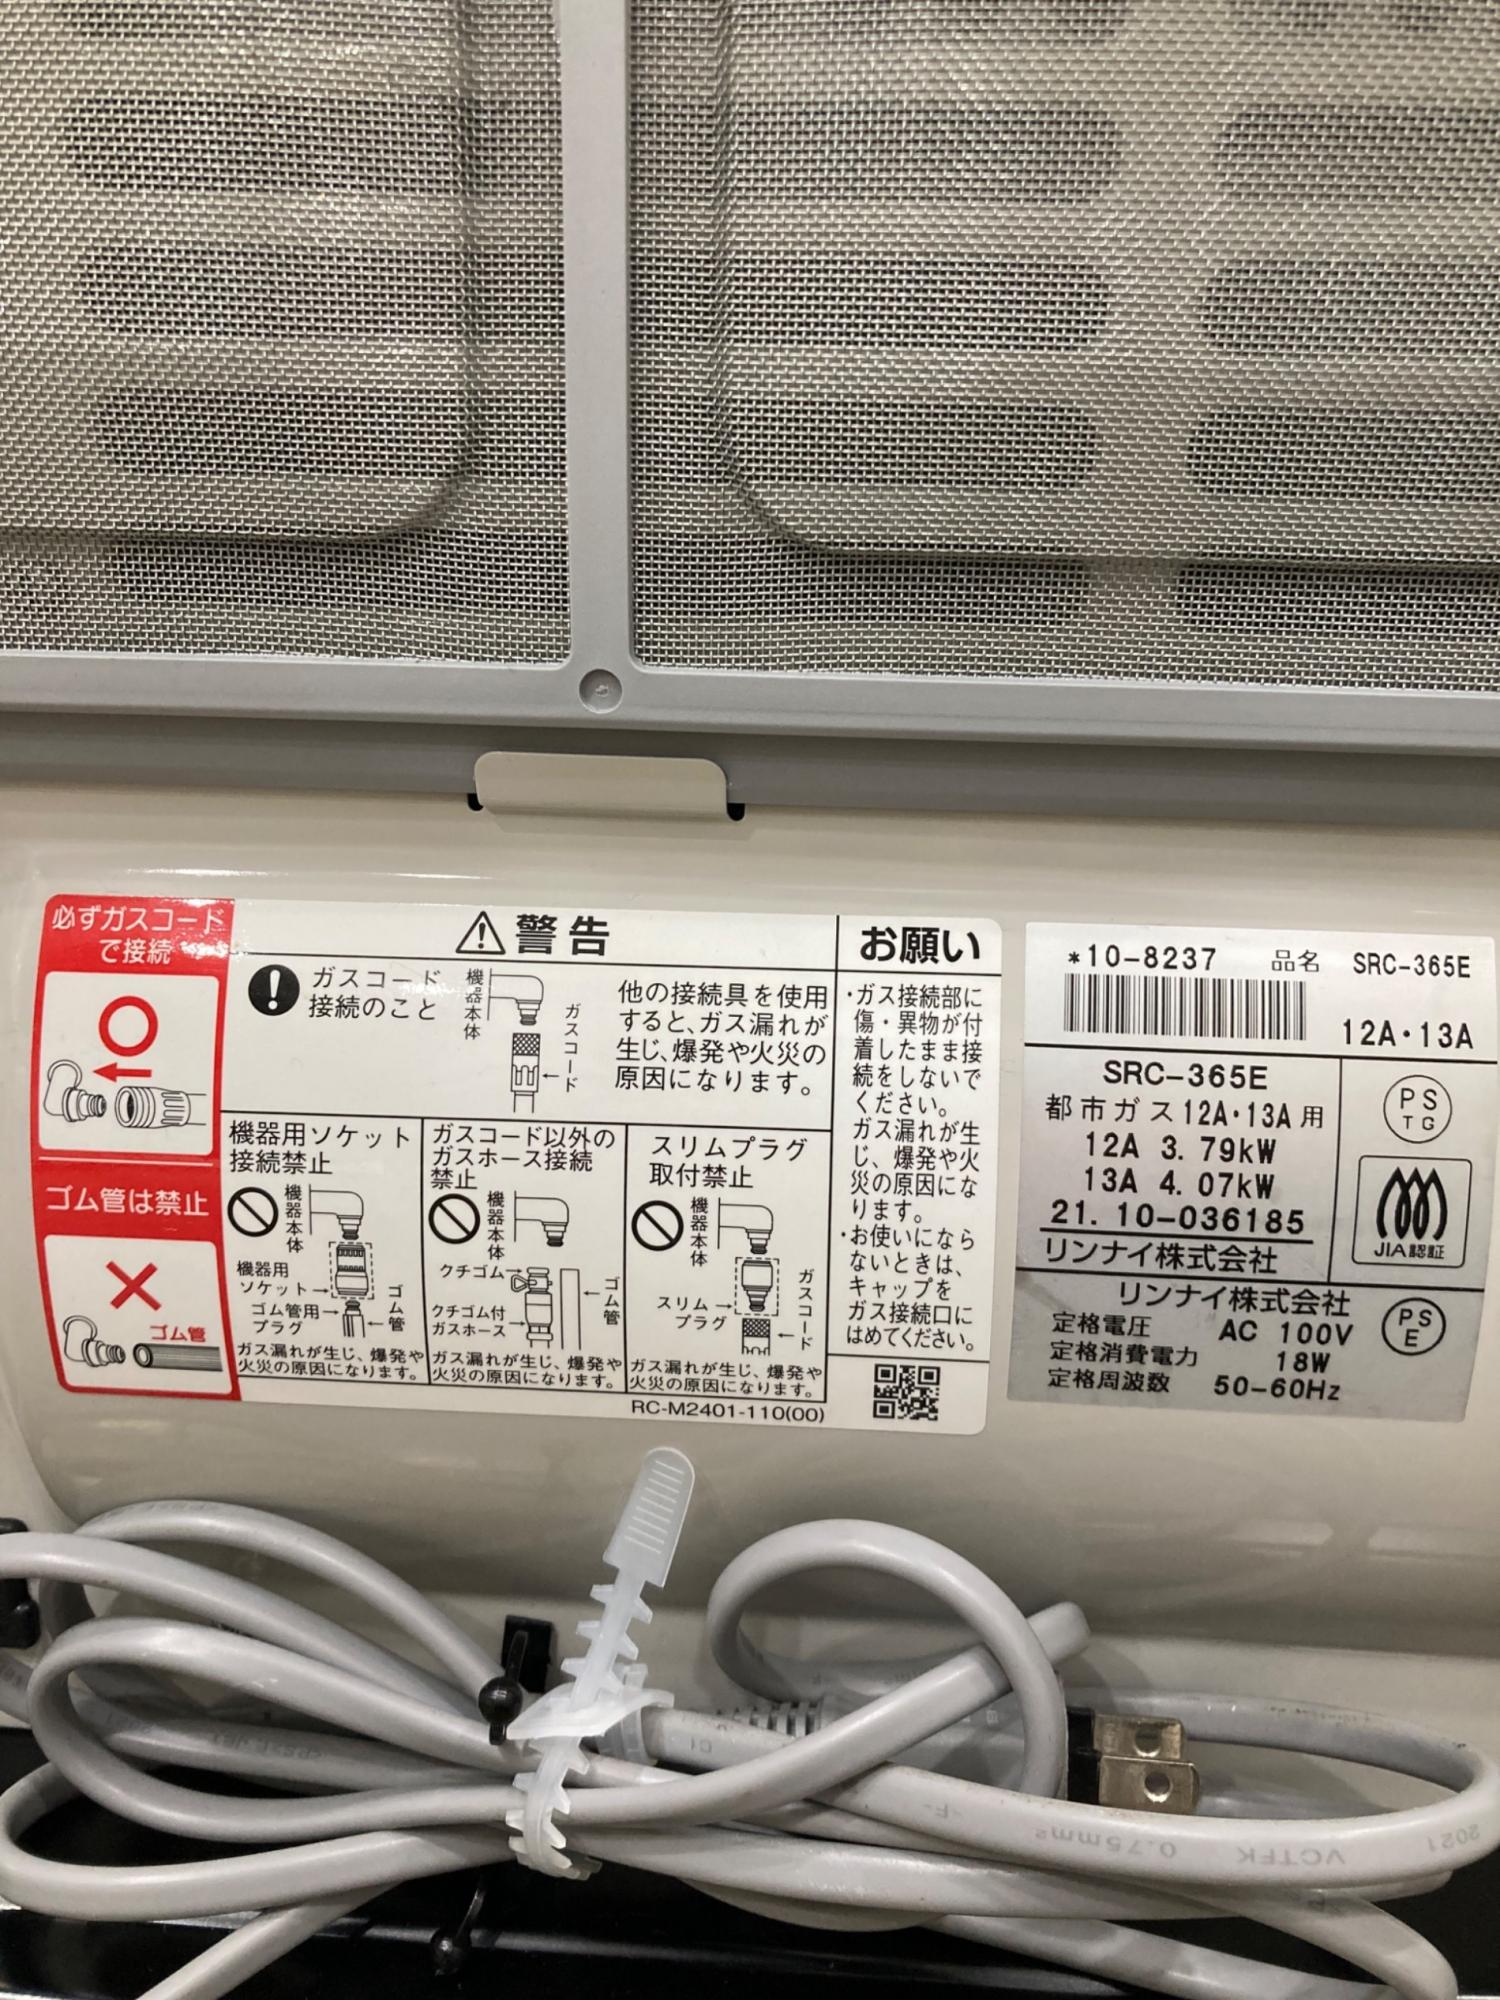 必ずガスコード
で接続
ゴム管は禁止
ゴム管
警告
ガスコード
接続のこと
機器本体
ガスコード
他の接続具を使用
すると、ガス漏れが
生じ、爆発や火災の
原因になります。
機器用ソケット
接続禁止
機器本体
機器用
ソケット
ゴム管用
プラグ
ゴム管
ガス漏れが生じ、爆発や
火災の原因になります。
ガスコード以外の
ガスホース接続
禁止
機器本体
クチゴム
クチゴム付
ガスホース
ゴム管
ガス漏れが生じ、爆発や
火災の原因になります。
スリムプラグ
取付禁止
機器本体
スリム
プラグ
ガスコード
ガス漏れが生じ、爆発や
火災の原因になります。
RC-M2401-110(00)
お願い
・ガス接続部に
傷・異物が付
着したまま接
続をしないで
ください。
ガス漏れが生
じ、爆発や火
災の原因にな
ります。
・お使いになら
ないときは、
キャップを
ガス接続口に
はめてください。
*10-8237 品名 SRC-365E
12A・13A
SRC-365E
都市ガス12A・13A用
12A 3.79kW
13A 4.07kW
21.10-036185
リンナイ株式会社
PS
TG
JIA認証
リンナイ株式会社
定格電圧 AC 100V
定格消費電力 18W
定格周波数 50-60Hz
PS
E
2021 VCTFK 0.75mm² -F-